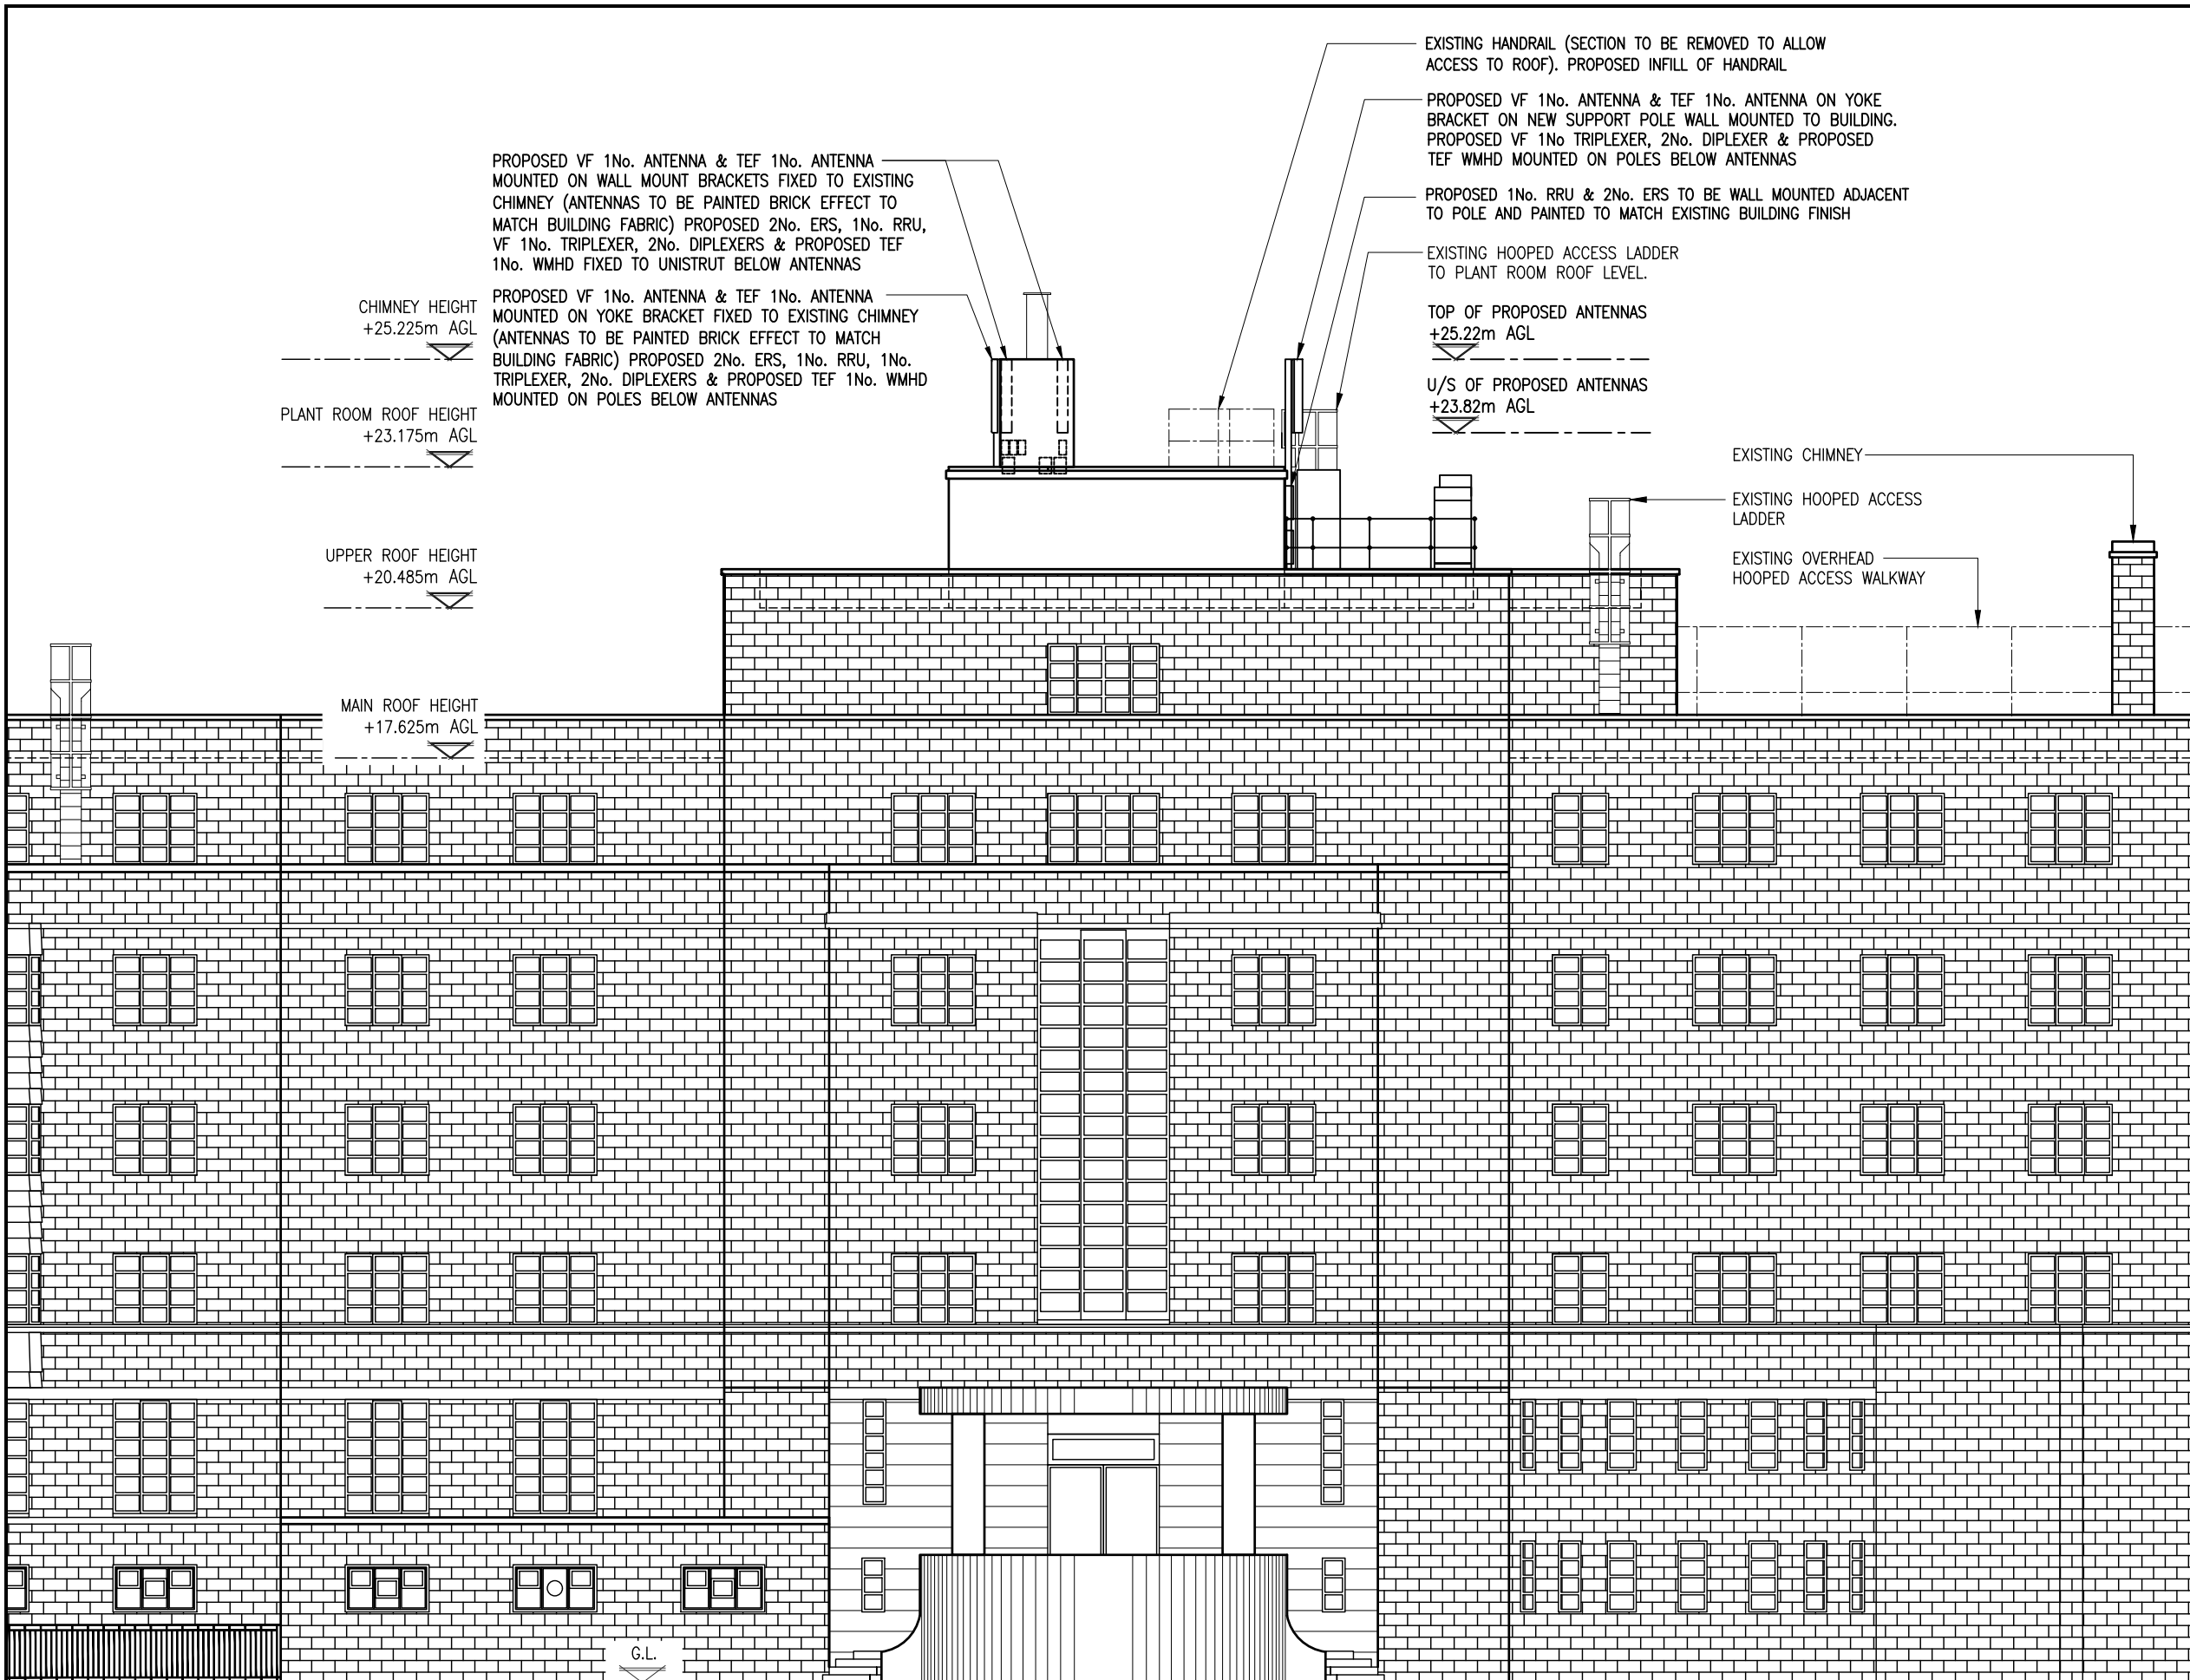 EXISTING HANDRAIL (SECTION TO BE REMOVED TO ALLOW
ACCESS TO ROOF). PROPOSED INFILL OF HANDRAIL
PROPOSED VF 1No. ANTENNA & TEF 1No. ANTENNA ON YOKE
BRACKET ON NEW SUPPORT POLE WALL MOUNTED TO BUILDING.
PROPOSED VF 1No TRIPLEXER, 2No. DIPLEXER & PROPOSED
TEF WMHD MOUNTED ON POLES BELOW ANTENNAS
PROPOSED VF 1No. ANTENNA & TEF 1No. ANTENNA
MOUNTED ON WALL MOUNT BRACKETS FIXED TO EXISTING
CHIMNEY (ANTENNAS TO BE PAINTED BRICK EFFECT TO
MATCH BUILDING FABRIC) PROPOSED 2No. ERS, 1No. RRU,
VF 1No. TRIPLEXER, 2No. DIPLEXERS & PROPOSED TEF
1No. WMHD FIXED TO UNISTRUT BELOW ANTENNAS
PROPOSED 1No. RRU & 2No. ERS TO BE WALL MOUNTED ADJACENT
TO POLE AND PAINTED TO MATCH EXISTING BUILDING FINISH
EXISTING HOOPED ACCESS LADDER
TO PLANT ROOM ROOF LEVEL.
PROPOSED VF 1No. ANTENNA & TEF 1No. ANTENNA
MOUNTED ON YOKE BRACKET FIXED TO EXISTING CHIMNEY
(ANTENNAS TO BE PAINTED BRICK EFFECT TO MATCH
BUILDING FABRIC) PROPOSED 2No. ERS, 1No. RRU, 1No.
TRIPLEXER, 2No. DIPLEXERS & PROPOSED TEF 1No. WMHD
MOUNTED ON POLES BELOW ANTENNAS
CHIMNEY HEIGHT
+25.225m AGL
TOP OF PROPOSED ANTENNAS
+25.22m AGL
U/S OF PROPOSED ANTENNAS
+23.82m AGL
PLANT ROOM ROOF HEIGHT
+23.175m AGL
EXISTING CHIMNEY
EXISTING HOOPED ACCESS
LADDER
EXISTING OVERHEAD
HOOPED ACCESS WALKWAY
UPPER ROOF HEIGHT
+20.485m AGL
MAIN ROOF HEIGHT
+17.625m AGL
G.L.